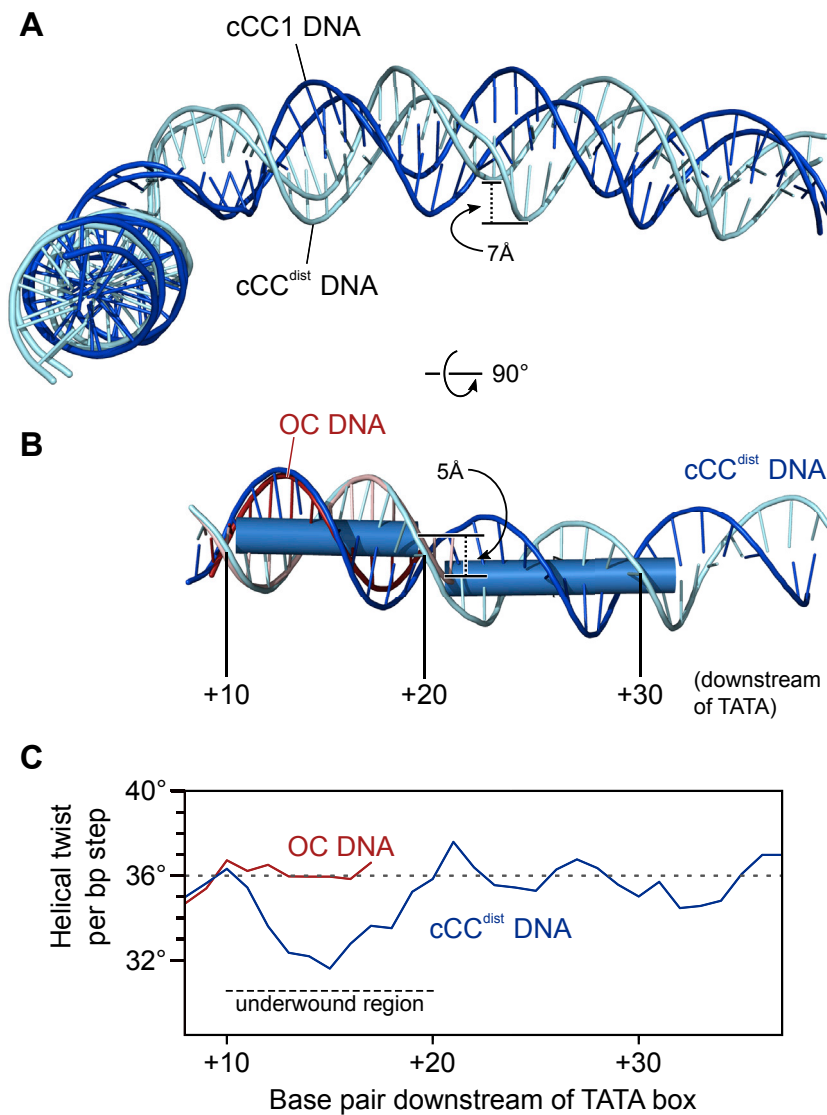 A
cCC1 DNA
cCC^dist DNA
7Å
90°
B
OC DNA
5Å
cCC^dist DNA
+10
+20
+30
(downstream
of TATA)
C
Helical twist
per bp step
40°
36°
32°
OC DNA
cCC^dist DNA
underwound region
+10
+20
+30
Base pair downstream of TATA box